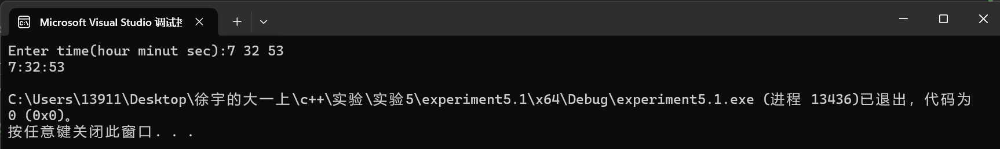 Microsoft Visual Studio 调试
Enter time(hour minut sec):7 32 53
7:32:53
C:\Users\13911\Desktop\徐宇的大一上\c++\实验\实验5\experiment5.1\x64\Debug\experiment5.1.exe (进程 13436)已退出，代码为
0 (0x0)。
按任意键关闭此窗口. . .